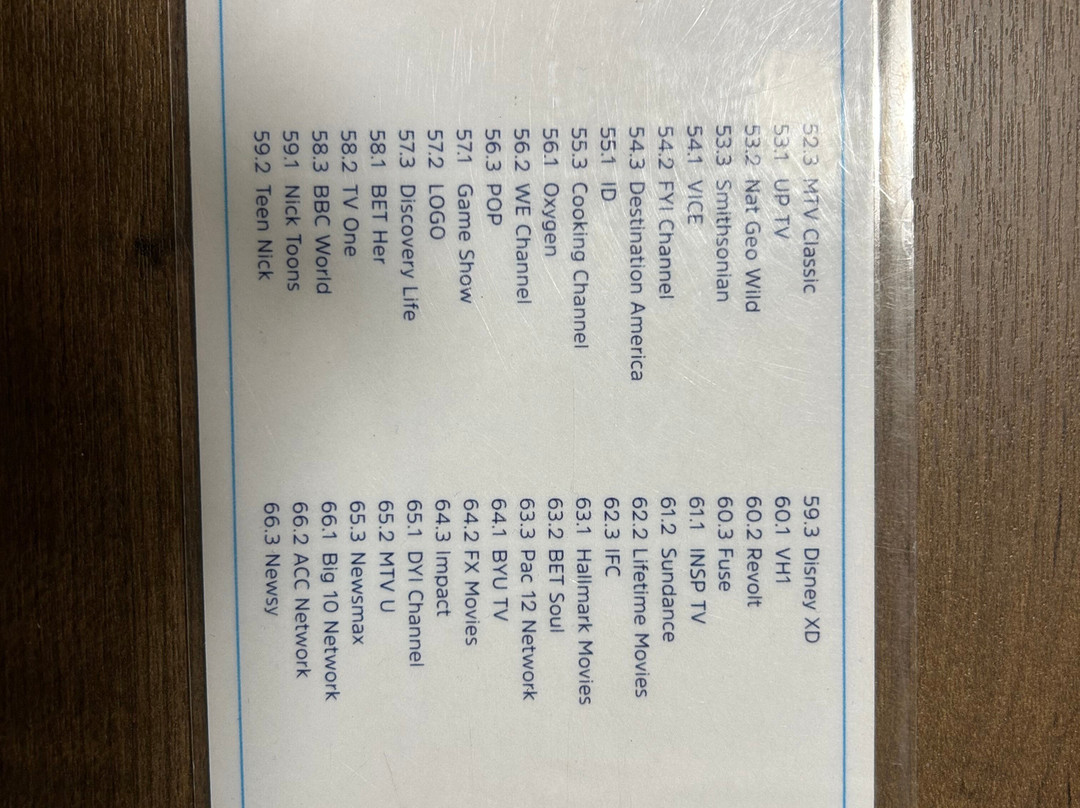 52.3 MTV Classic
53.1 UP TV
53.2 Nat Geo Wild
53.3 Smithsonian
54.1 VICE
54.2 FYI Channel
54.3 Destination America
55.1 ID
55.3 Cooking Channel
56.1 Oxygen
56.2 WE Channel
56.3 POP
57.1 Game Show
57.2 LOGO
57.3 Discovery Life
58.1 BET Her
58.2 TV One
58.3 BBC World
59.1 Nick Toons
59.2 Teen Nick
59.3 Disney XD
60.1 VH1
60.2 Revolt
60.3 Fuse
61.1 INSP TV
61.2 Sundance
62.2 Lifetime Movies
62.3 IFC
63.1 Hallmark Movies
63.2 BET Soul
63.3 Pac 12 Network
64.1 BYU TV
64.2 FX Movies
64.3 Impact
65.1 DYI Channel
65.2 MTV U
65.3 Newsmax
66.1 Big 10 Network
66.2 ACC Network
66.3 Newsy